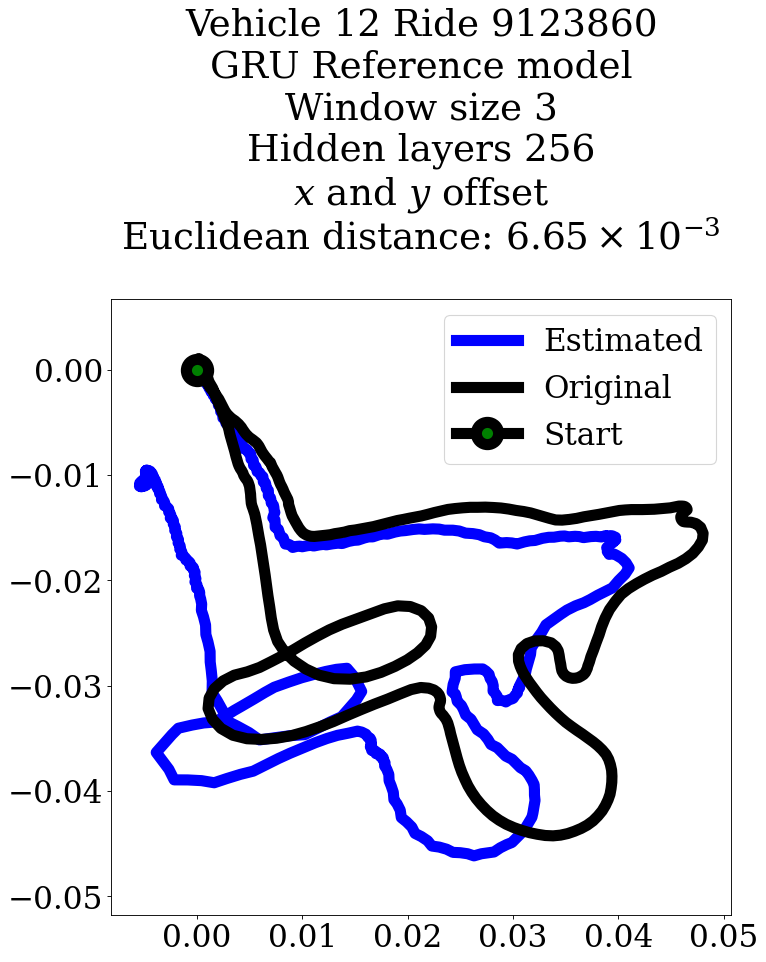 Vehicle 12 Ride 9123860
GRU Reference model
Window size 3
Hidden layers 256
x and y offset
Euclidean distance: 6.65 × 10⁻³
Estimated
Original
Start
0.00
−0.01
−0.02
−0.03
−0.04
−0.05
0.00 0.01 0.02 0.03 0.04 0.05